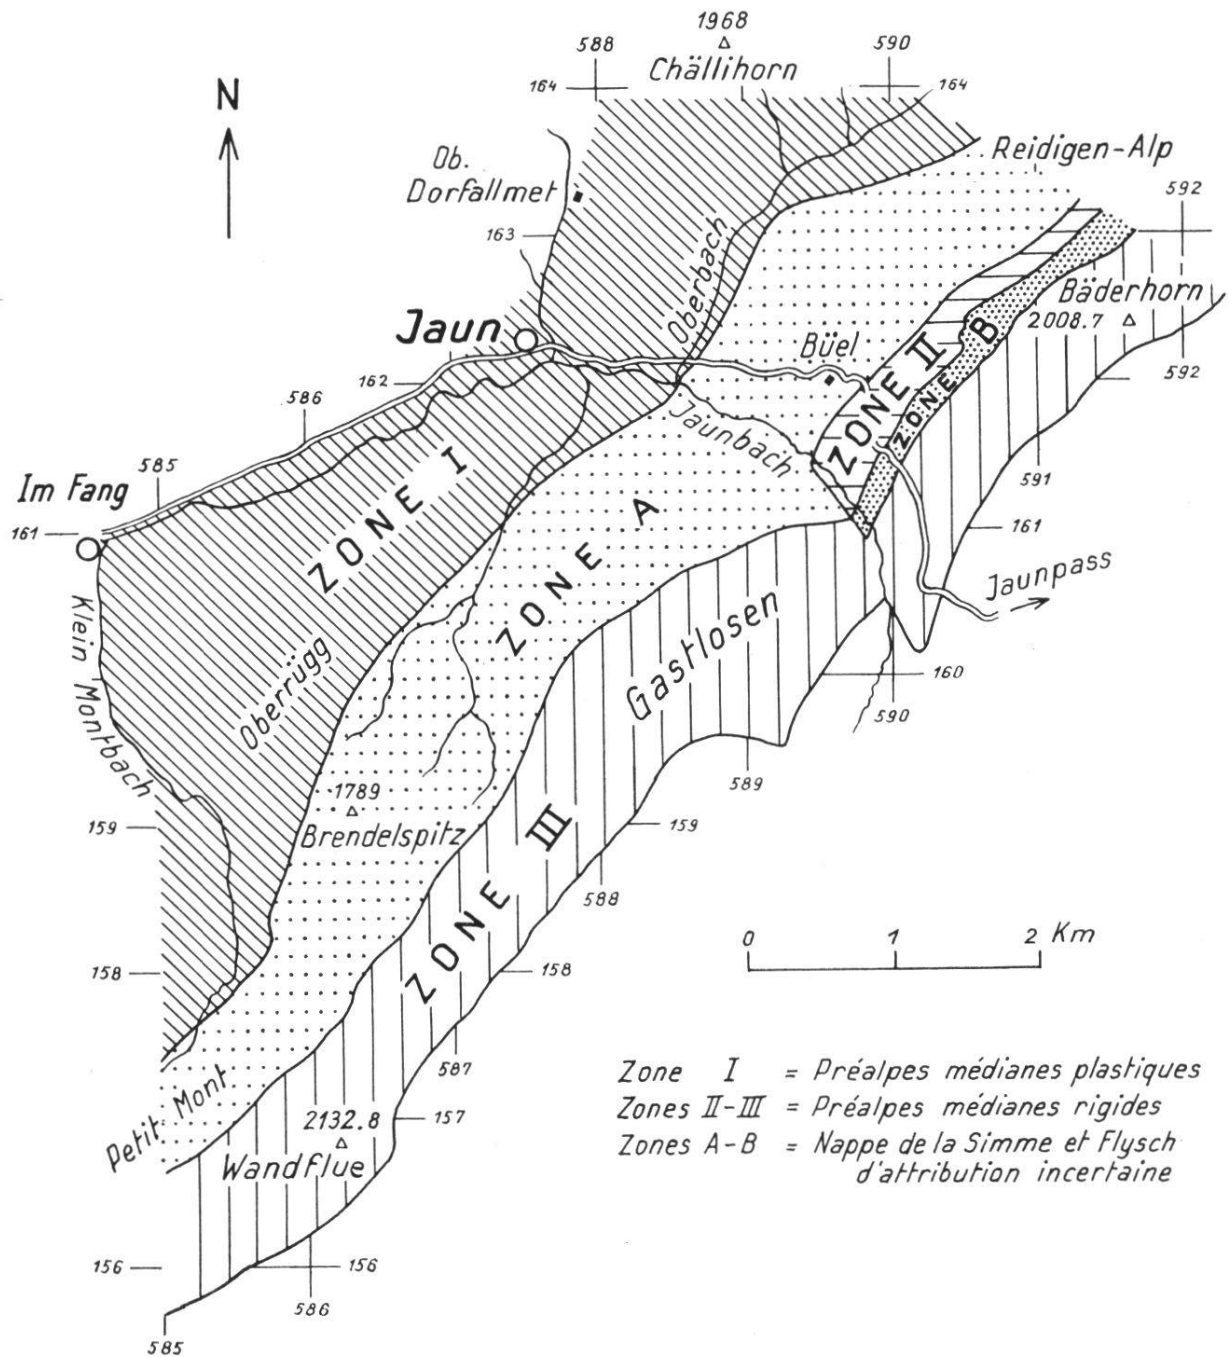 1968
588
590
Chällihorn
164
164
N
Reidigen-Alp
Ob.
Dorfallmet
592
163
Oberbach
Bäderhorn
2008.7
Jaun
Büel
ZONE II
ZONE B
162
592
586
Jaunbach
585
ZONE I
Im Fang
591
161
ZONE A
161
Jaunpass
Klein Montbach
Oberrügg
Gastlosen
160
590
589
1789
Brendelspitz
159
159
ZONE III
588
0 1 2 Km
158
158
587
Petit Mont
2132.8
157
Wandflue
156
156
586
585
Zone I = Préalpes médianes plastiques
Zones II-III = Préalpes médianes rigides
Zones A-B = Nappe de la Simme et Flysch
d'attribution incertaine